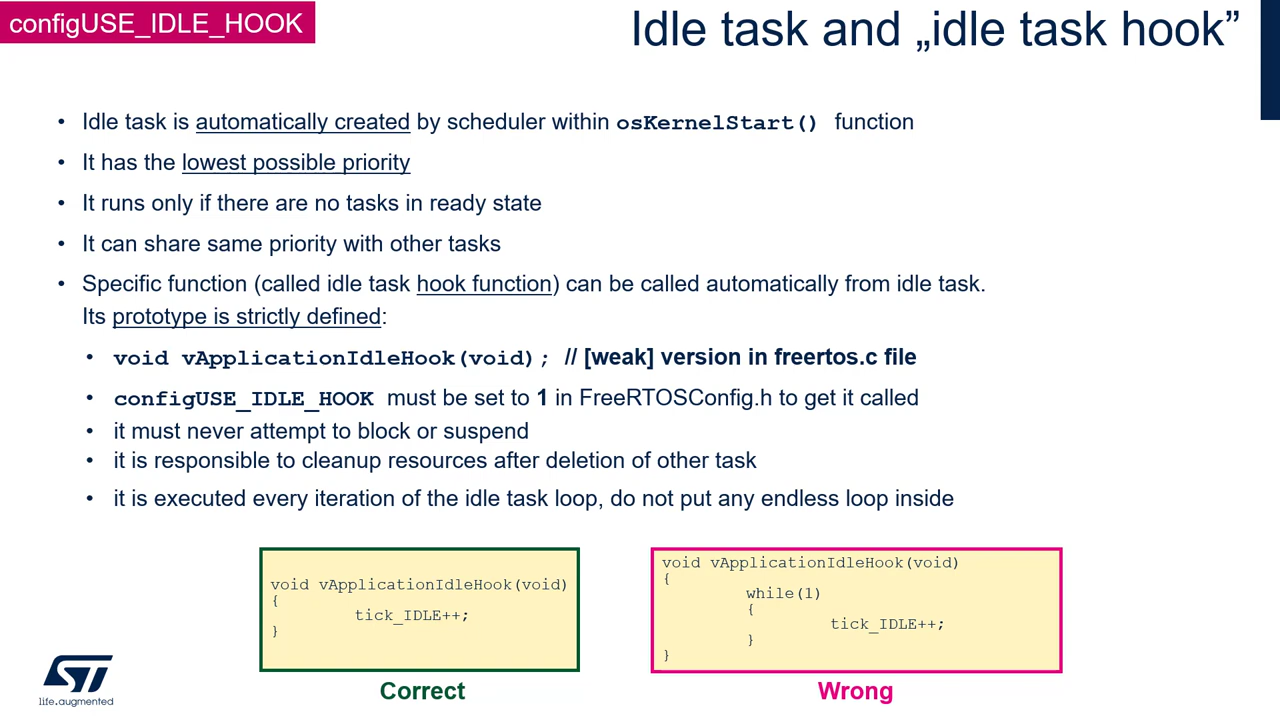 configUSE_IDLE_HOOK
Idle task and „idle task hook”
• Idle task is automatically created by scheduler within osKernelStart() function
• It has the lowest possible priority
• It runs only if there are no tasks in ready state
• It can share same priority with other tasks
• Specific function (called idle task hook function) can be called automatically from idle task.
Its prototype is strictly defined:
• void vApplicationIdleHook(void); // [weak] version in freertos.c file
• configUSE_IDLE_HOOK must be set to 1 in FreeRTOSConfig.h to get it called
• it must never attempt to block or suspend
• it is responsible to cleanup resources after deletion of other task
• it is executed every iteration of the idle task loop, do not put any endless loop inside
void vApplicationIdleHook(void)
{
tick_IDLE++;
}
Correct
void vApplicationIdleHook(void)
{
while(1)
{
tick_IDLE++;
}
}
Wrong
ST
life.augmented